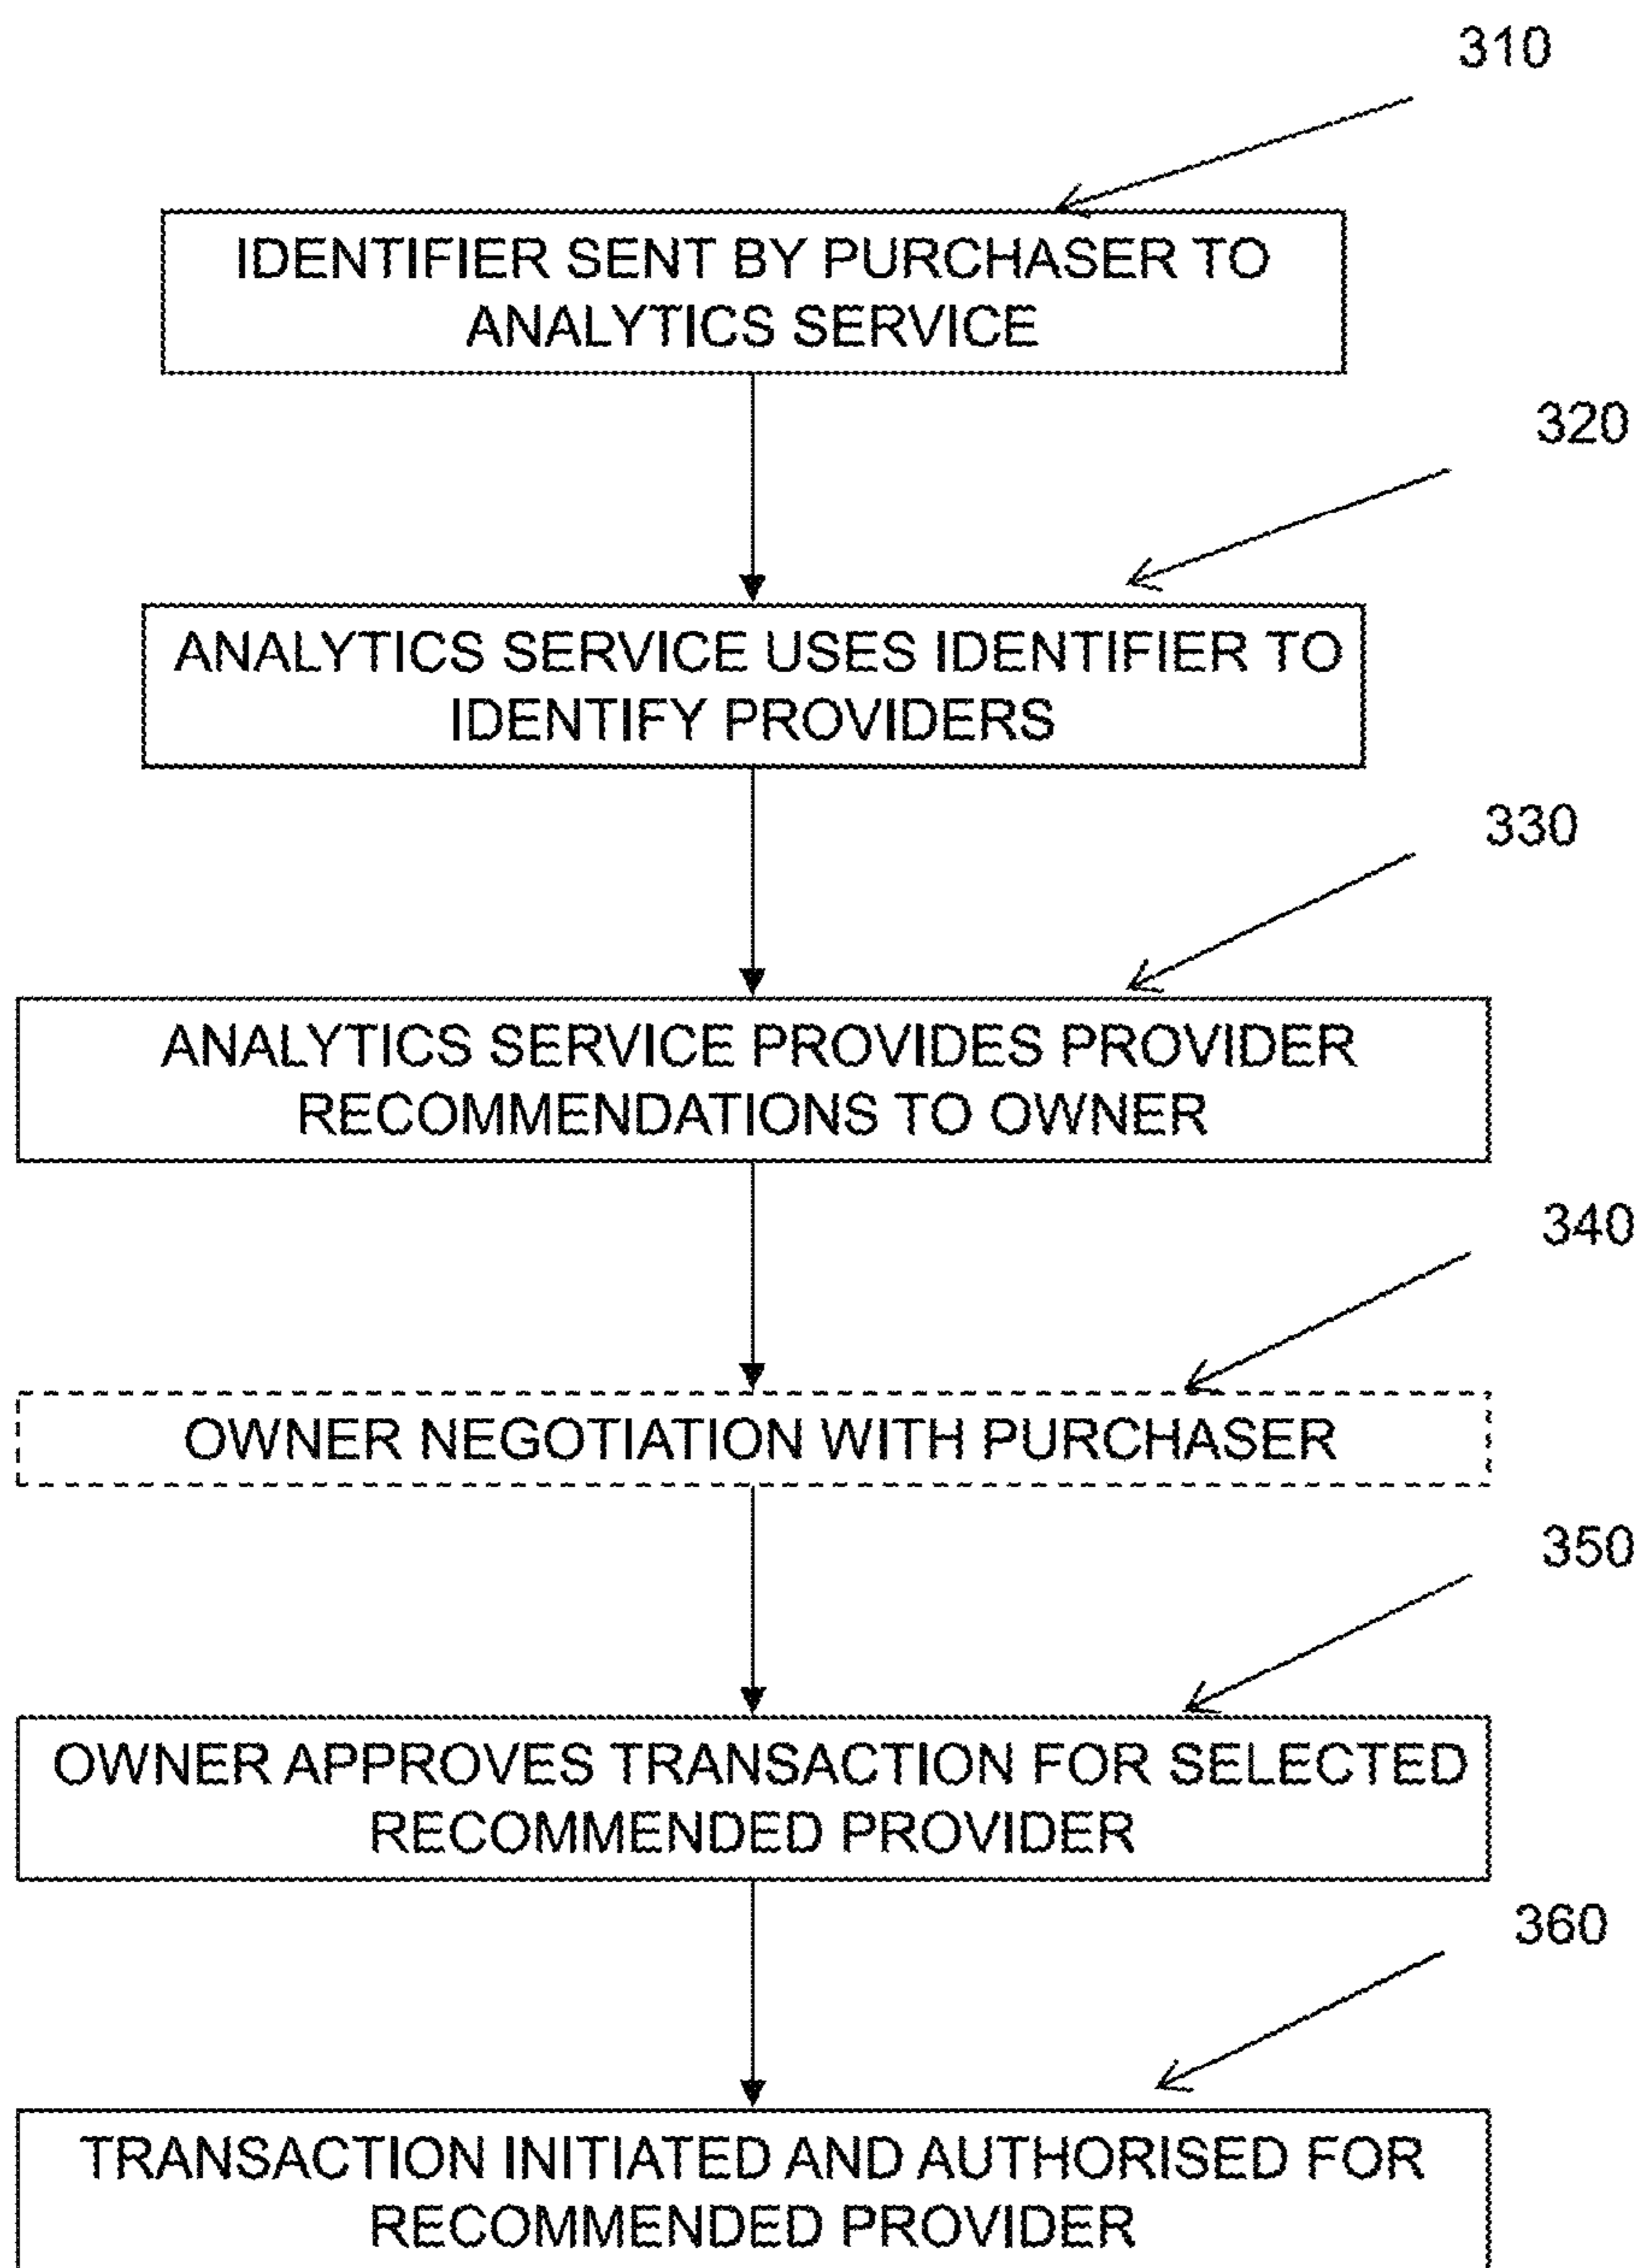 310
IDENTIFIER SENT BY PURCHASER TO
ANALYTICS SERVICE
320
ANALYTICS SERVICE USES IDENTIFIER TO
IDENTIFY PROVIDERS
330
ANALYTICS SERVICE PROVIDES PROVIDER
RECOMMENDATIONS TO OWNER
340
OWNER NEGOTIATION WITH PURCHASER
350
OWNER APPROVES TRANSACTION FOR SELECTED
RECOMMENDED PROVIDER
360
TRANSACTION INITIATED AND AUTHORISED FOR
RECOMMENDED PROVIDER